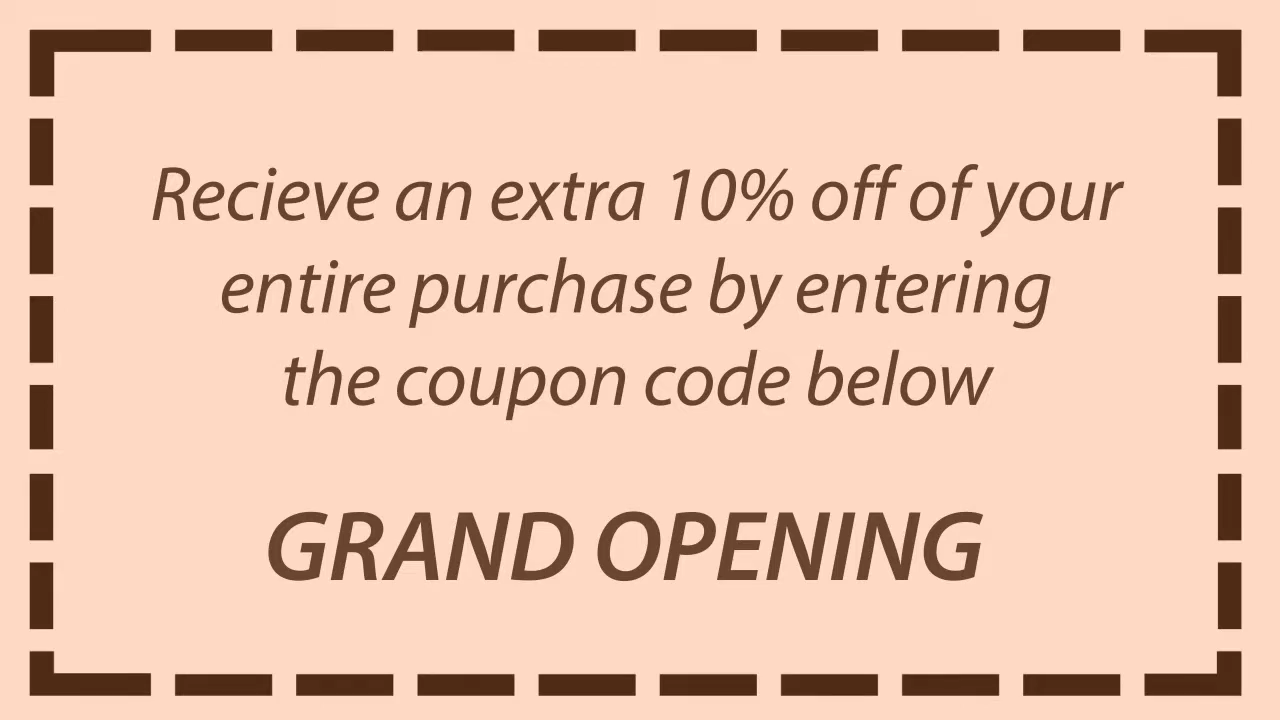 Recieve an extra 10% off of your
entire purchase by entering
the coupon code below
GRAND OPENING